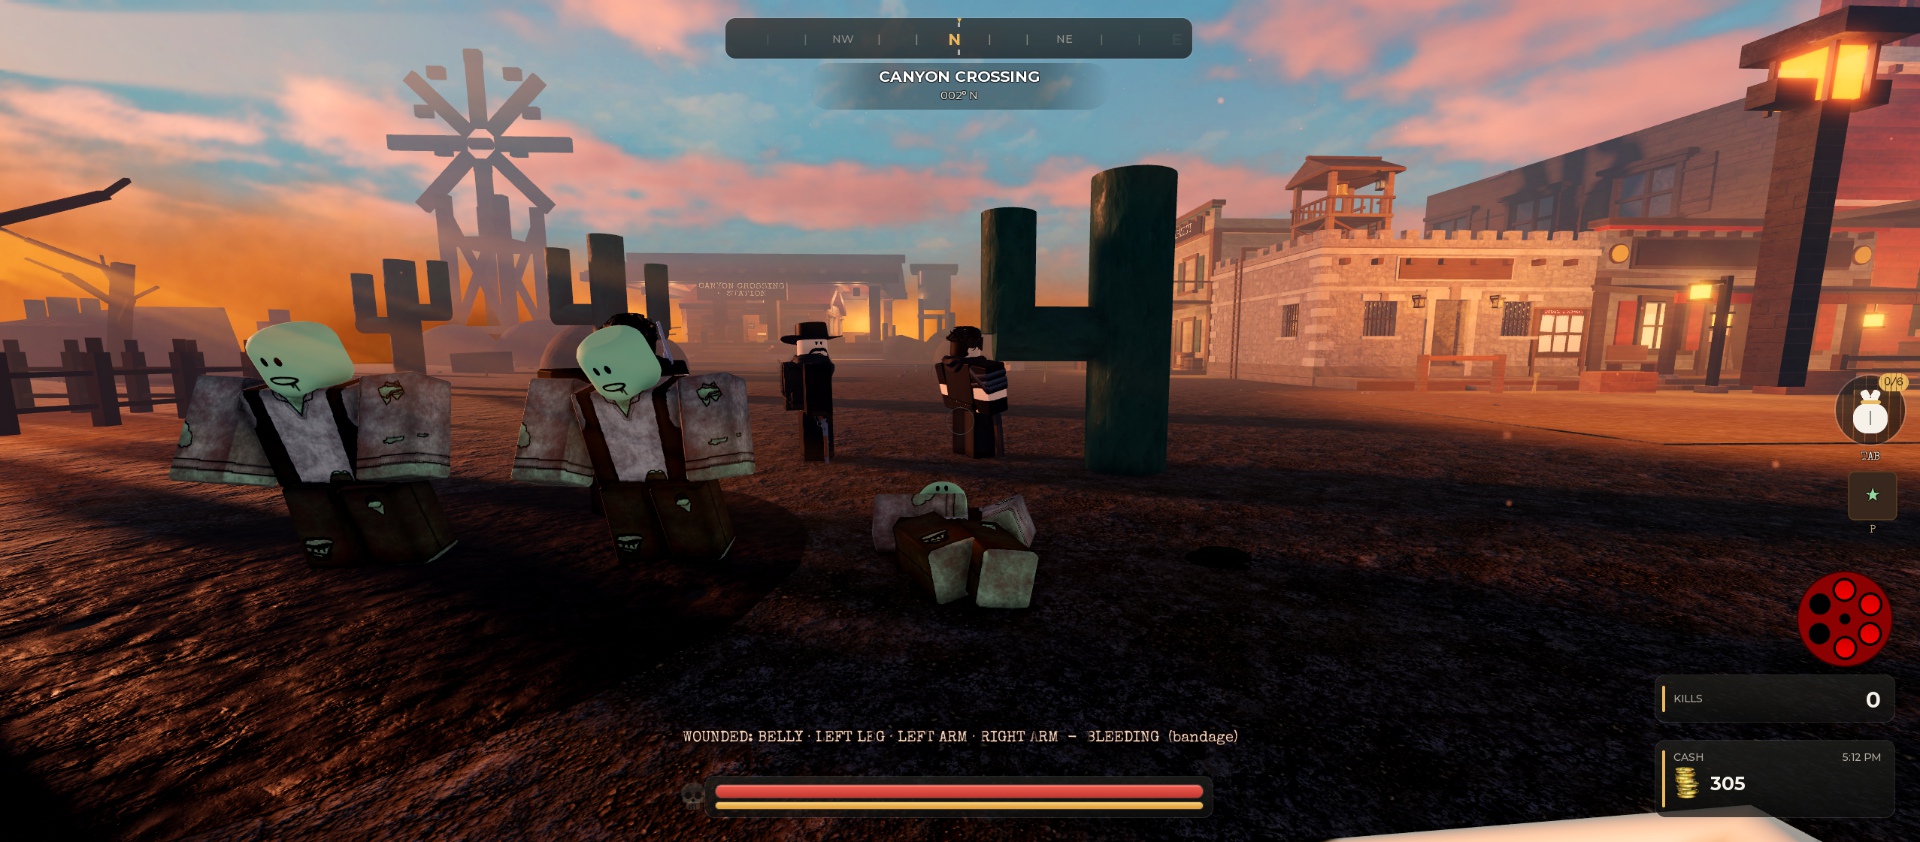 NW N NE E
CANYON CROSSING
002° N
CANYON CROSSING
STATION
0/6
TAB
P
KILLS 0
WOUNDED: BELLY · LEFT LEG · LEFT ARM · RIGHT ARM – BLEEDING (bandage)
CASH 5:12 PM
305